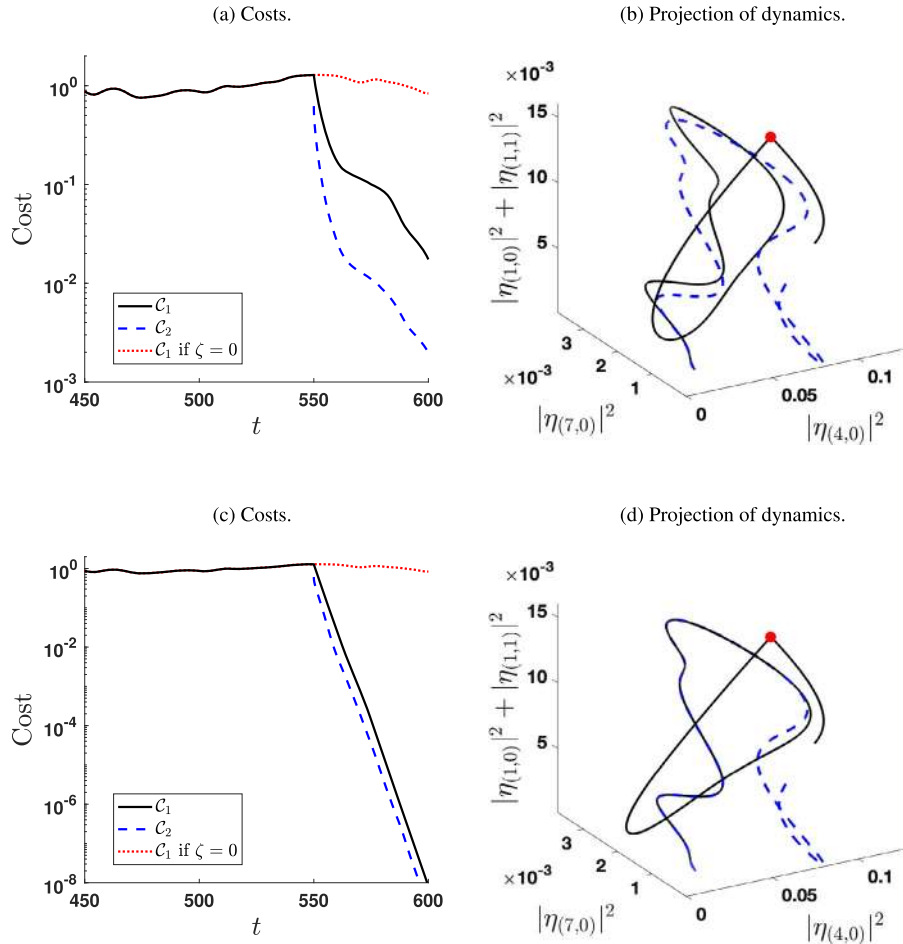 (a) Costs.
10^0
10^{-1}
10^{-2}
10^{-3}
Cost
450 500 550 600
t
C_1
C_2
C_1 if ζ = 0
(b) Projection of dynamics.
×10^{-3}
15
10
5
|η_{(1,0)}|^2 + |η_{(1,1)}|^2
3
2
1
×10^{-3}
|η_{(7,0)}|^2
0 0.05 0.1
|η_{(4,0)}|^2
(c) Costs.
10^0
10^{-2}
10^{-4}
10^{-6}
10^{-8}
Cost
450 500 550 600
t
C_1
C_2
C_1 if ζ = 0
(d) Projection of dynamics.
×10^{-3}
15
10
5
|η_{(1,0)}|^2 + |η_{(1,1)}|^2
3
2
1
×10^{-3}
|η_{(7,0)}|^2
0 0.05 0.1
|η_{(4,0)}|^2